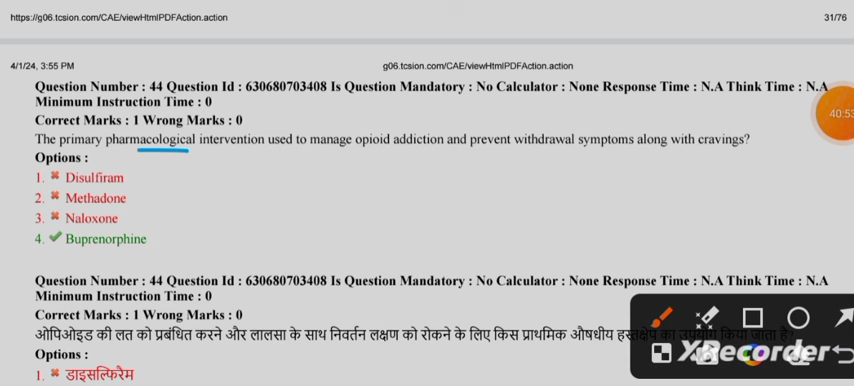 https://g06.tcsion.com/CAE/viewHtmlPDFAction.action 31/76
4/1/24, 3:55 PM g06.tcsion.com/CAE/viewHtmlPDFAction.action
Question Number : 44 Question Id : 630680703408 Is Question Mandatory : No Calculator : None Response Time : N.A Think Time : N.A
Minimum Instruction Time : 0
Correct Marks : 1 Wrong Marks : 0
40:53
The primary pharmacological intervention used to manage opioid addiction and prevent withdrawal symptoms along with cravings?
Options :
1. Disulfiram
2. Methadone
3. Naloxone
4. Buprenorphine
Question Number : 44 Question Id : 630680703408 Is Question Mandatory : No Calculator : None Response Time : N.A Think Time : N.A
Minimum Instruction Time : 0
Correct Marks : 1 Wrong Marks : 0
ओपिओइड की लत को प्रबंधित करने और लालसा के साथ निवर्तन लक्षण को रोकने के लिए किस प्राथमिक औषधीय हस्तक्षेप का उपयोग किया जाता है
Options :
XRecorder
1. डाइसल्फिरैम